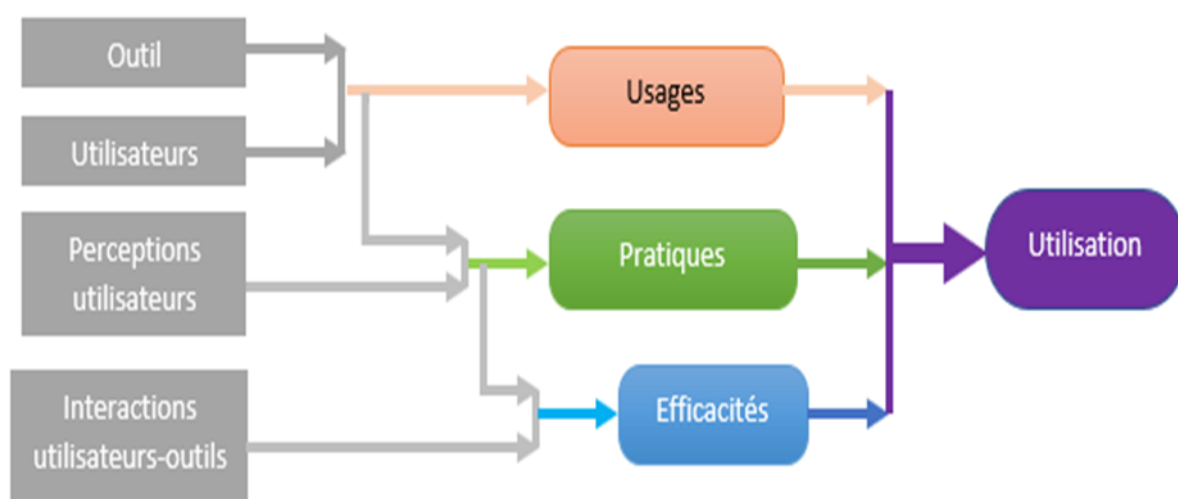 Outil
Utilisateurs
Perceptions
utilisateurs
Interactions
utilisateurs-outils
Usages
Pratiques
Efficacités
Utilisation